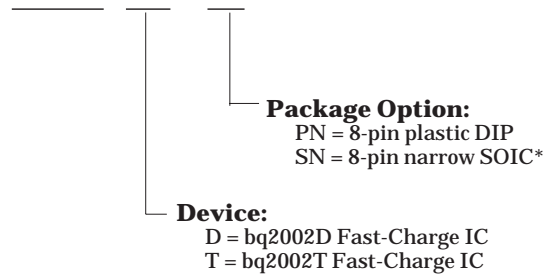 Package Option:
PN = 8-pin plastic DIP
SN = 8-pin narrow SOIC*
Device:
D = bq2002D Fast-Charge IC
T = bq2002T Fast-Charge IC